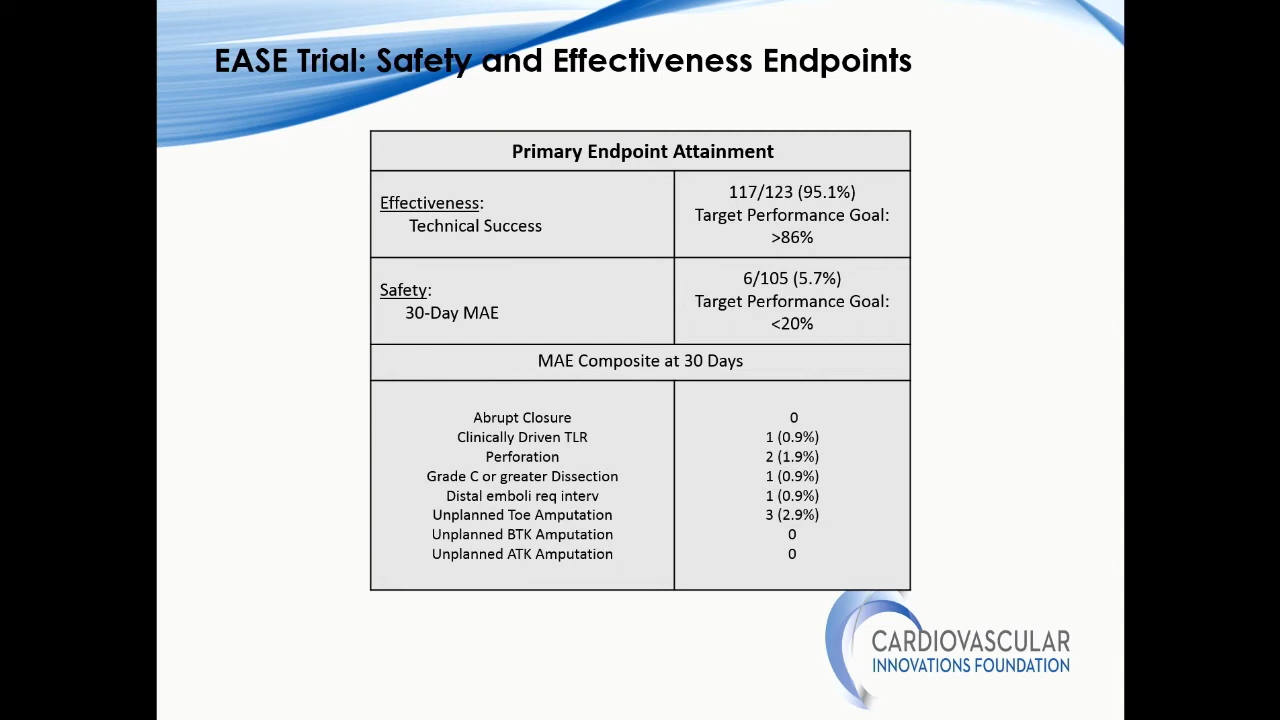 EASE Trial: Safety and Effectiveness Endpoints
Primary Endpoint Attainment
Effectiveness:
Technical Success
117/123 (95.1%)
Target Performance Goal:
>86%
Safety:
30-Day MAE
6/105 (5.7%)
Target Performance Goal:
<20%
MAE Composite at 30 Days
Abrupt Closure 0
Clinically Driven TLR 1 (0.9%)
Perforation 2 (1.9%)
Grade C or greater Dissection 1 (0.9%)
Distal emboli req interv 1 (0.9%)
Unplanned Toe Amputation 3 (2.9%)
Unplanned BTK Amputation 0
Unplanned ATK Amputation 0
CARDIOVASCULAR
INNOVATIONS FOUNDATION